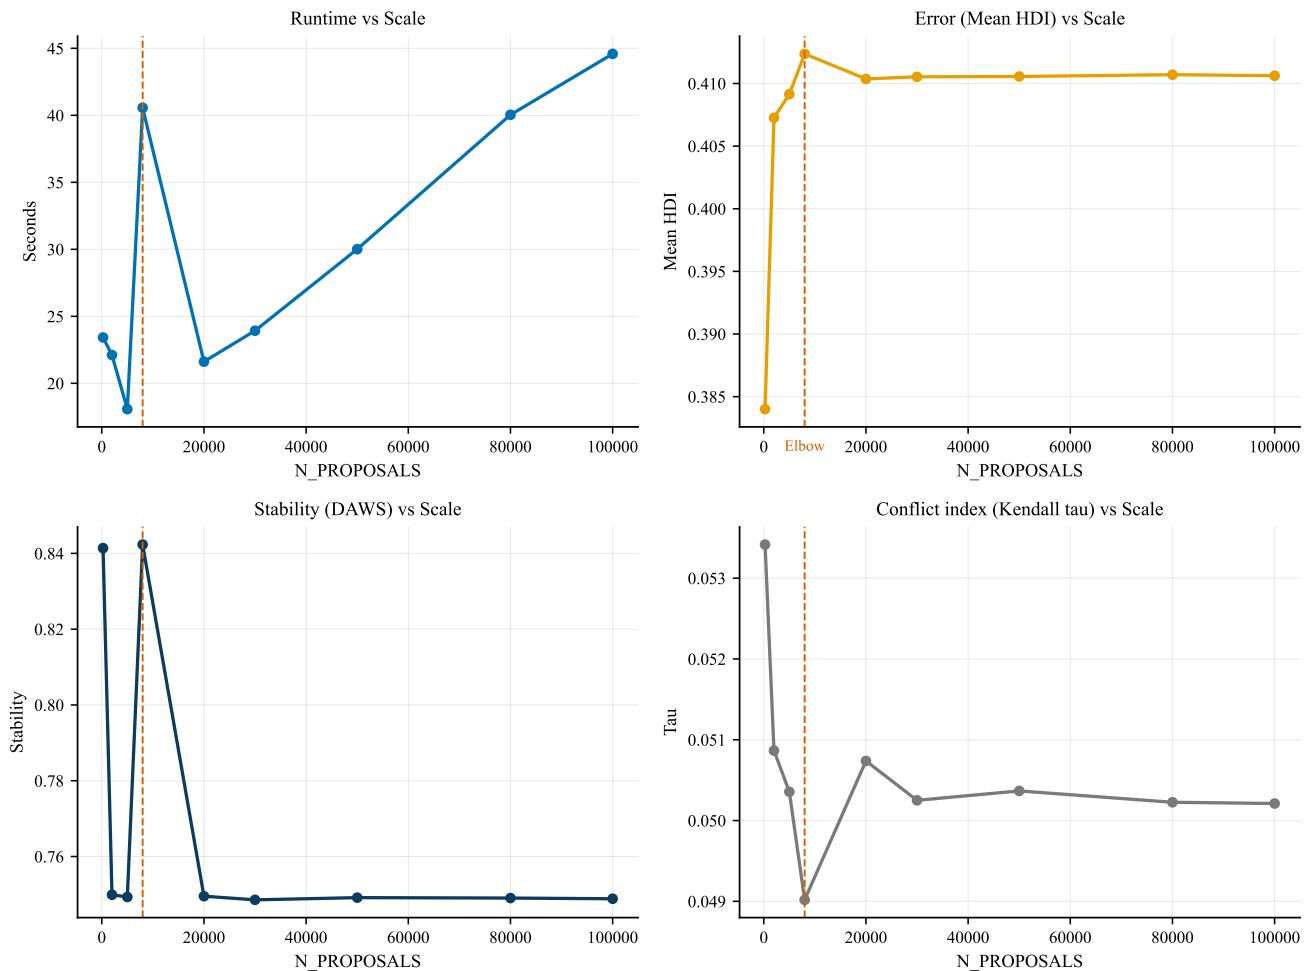 Runtime vs Scale
45
40
35
30
25
20
Seconds
0 20000 40000 60000 80000 100000
N_PROPOSALS
Error (Mean HDI) vs Scale
0.410
0.405
0.400
0.395
0.390
0.385
Mean HDI
0 Elbow 20000 40000 60000 80000 100000
N_PROPOSALS
Stability (DAWS) vs Scale
0.84
0.82
0.80
0.78
0.76
Stability
0 20000 40000 60000 80000 100000
N_PROPOSALS
Conflict index (Kendall tau) vs Scale
0.053
0.052
0.051
0.050
0.049
Tau
0 20000 40000 60000 80000 100000
N_PROPOSALS